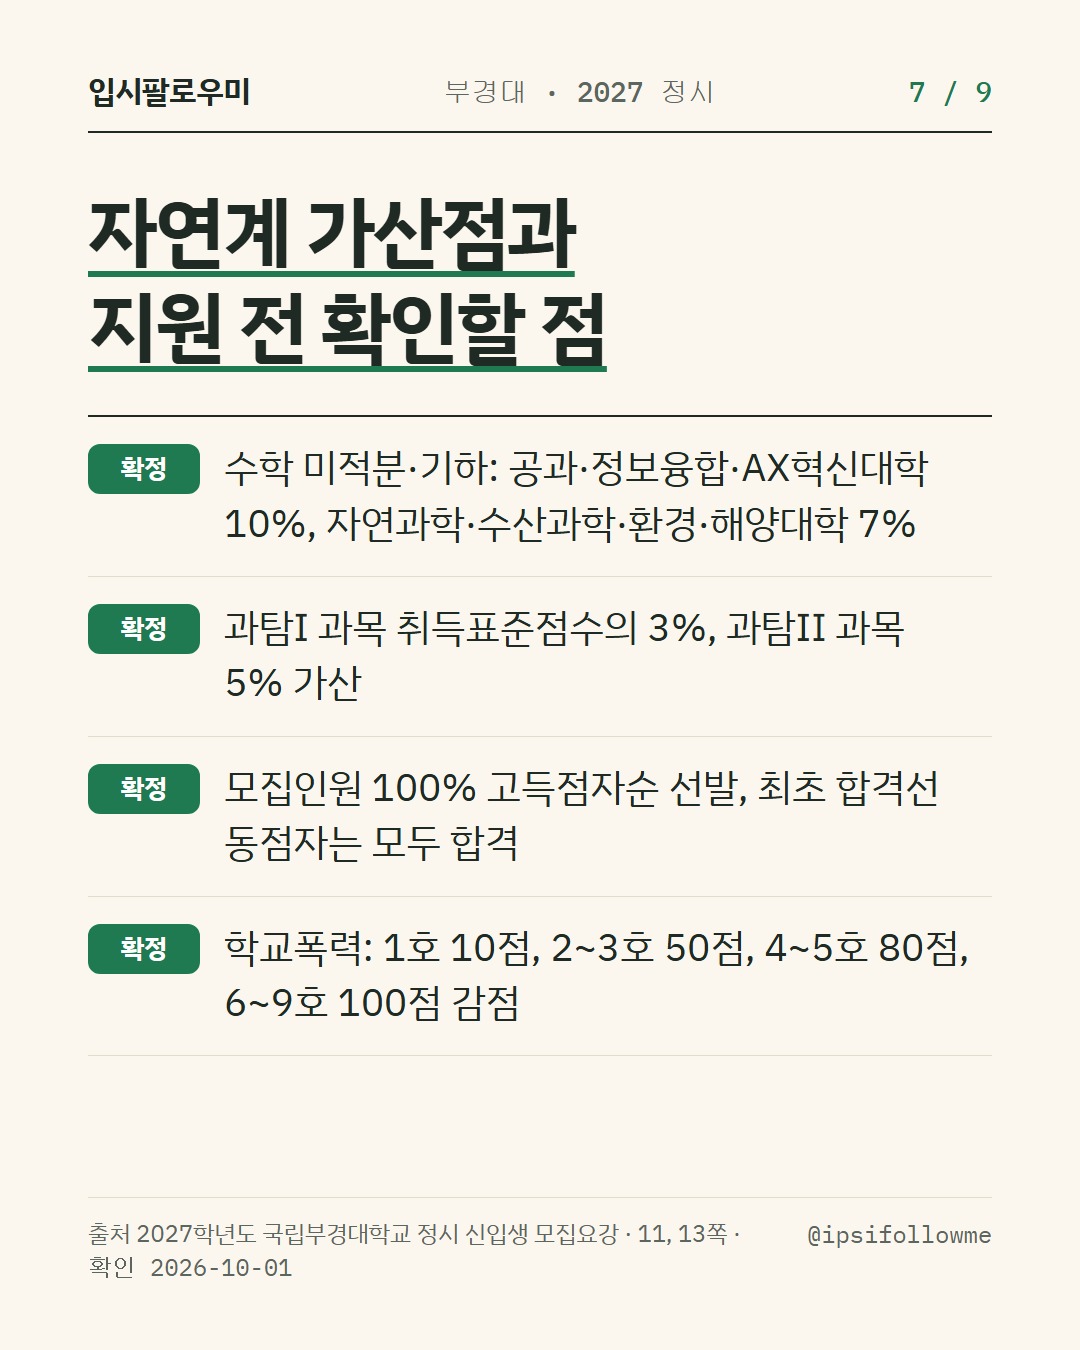 입시팔로우미
부경대 · 2027 정시
7 / 9
자연계 가산점과
지원 전 확인할 점
확정
수학 미적분·기하: 공과·정보융합·AX혁신대학
10%, 자연과학·수산과학·환경·해양대학 7%
확정
과탐I 과목 취득표준점수의 3%, 과탐II 과목
5% 가산
확정
모집인원 100% 고득점자순 선발, 최초 합격선
동점자는 모두 합격
확정
학교폭력: 1호 10점, 2~3호 50점, 4~5호 80점,
6~9호 100점 감점
출처 2027학년도 국립부경대학교 정시 신입생 모집요강 · 11, 13쪽 ·
확인 2026-10-01
@ipsifollowme